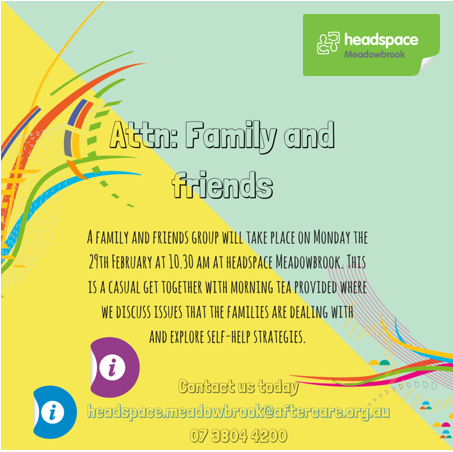 headspace
Meadowbrook
Attn: Family and
friends
A family and friends group will take place on Monday the
29th February at 10.30 am at headspace Meadowbrook. This
is a casual get together with morning tea provided where
we discuss issues that the families are dealing with
and explore self-help strategies.
i
i
Contact us today
headspace.meadowbrook@aftercare.org.au
07 3804 4200